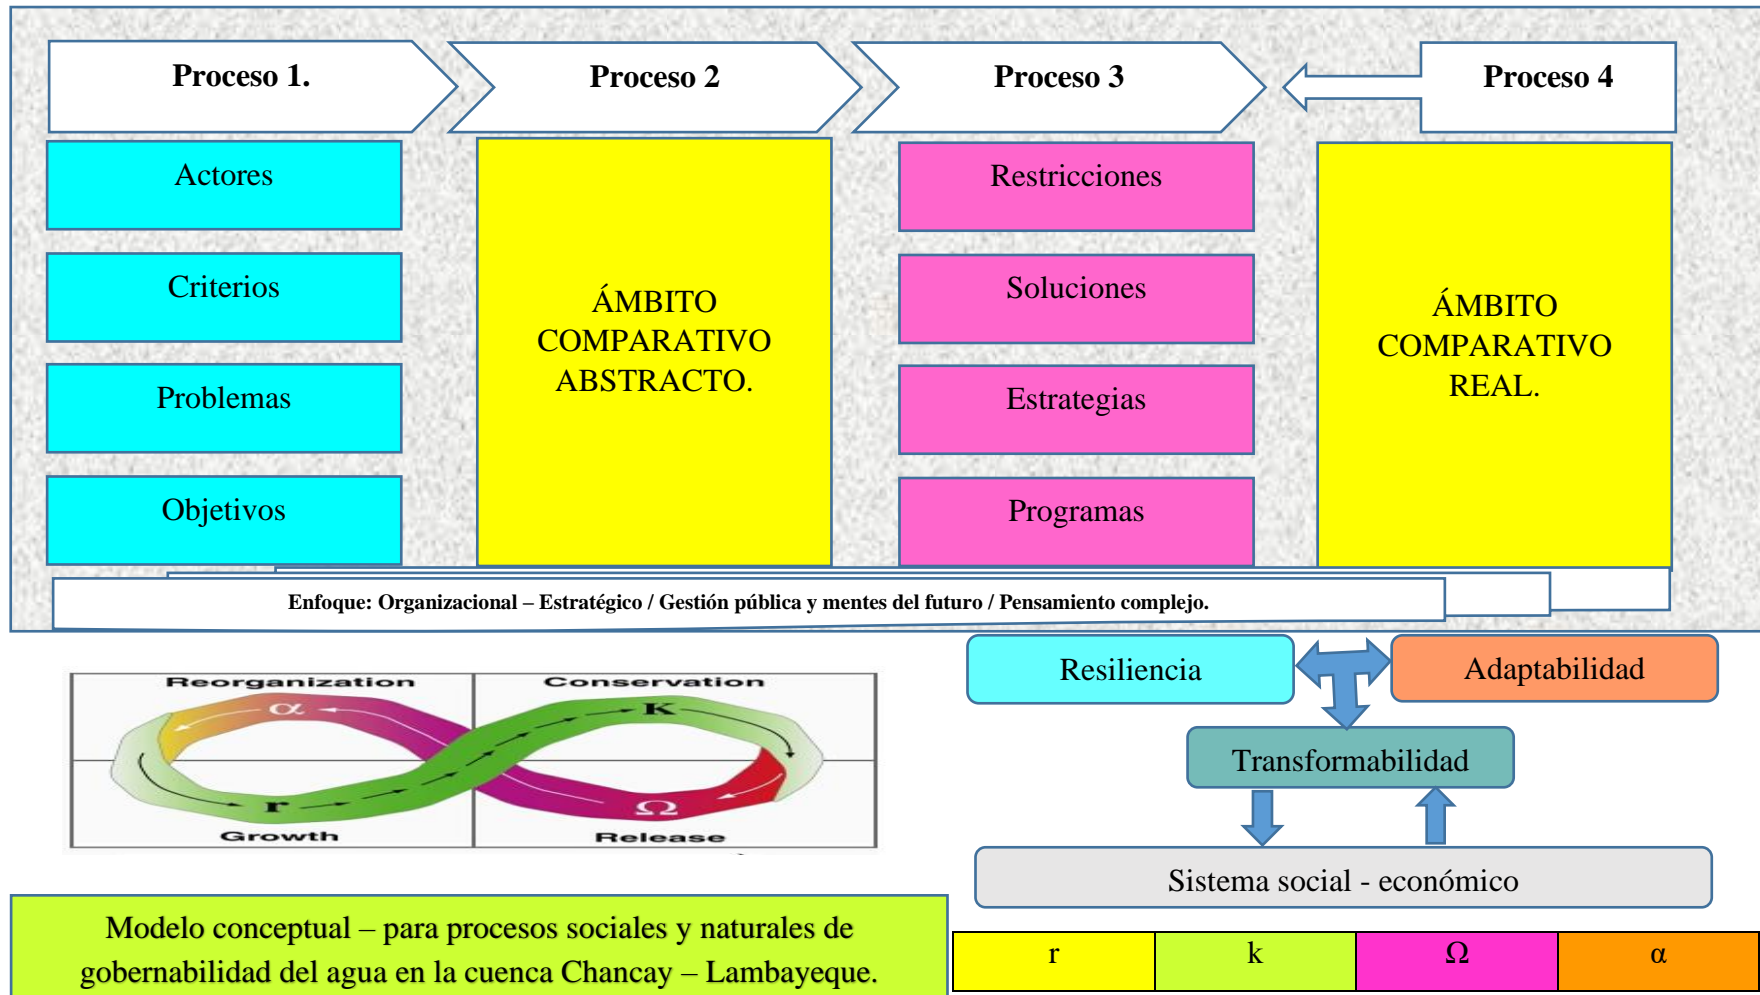 Proceso 1.
Proceso 2
Proceso 3
Proceso 4
Actores
Criterios
Problemas
Objetivos
ÁMBITO
COMPARATIVO
ABSTRACTO.
Restricciones
Soluciones
Estrategias
Programas
ÁMBITO
COMPARATIVO
REAL.
Enfoque: Organizacional – Estratégico / Gestión pública y mentes del futuro / Pensamiento complejo.
Reorganization
Conservation
α
k
r
Ω
Growth
Release
Resiliencia
Adaptabilidad
Transformabilidad
Sistema social - económico
Modelo conceptual – para procesos sociales y naturales de
gobernabilidad del agua en la cuenca Chancay – Lambayeque.
r
k
Ω
α